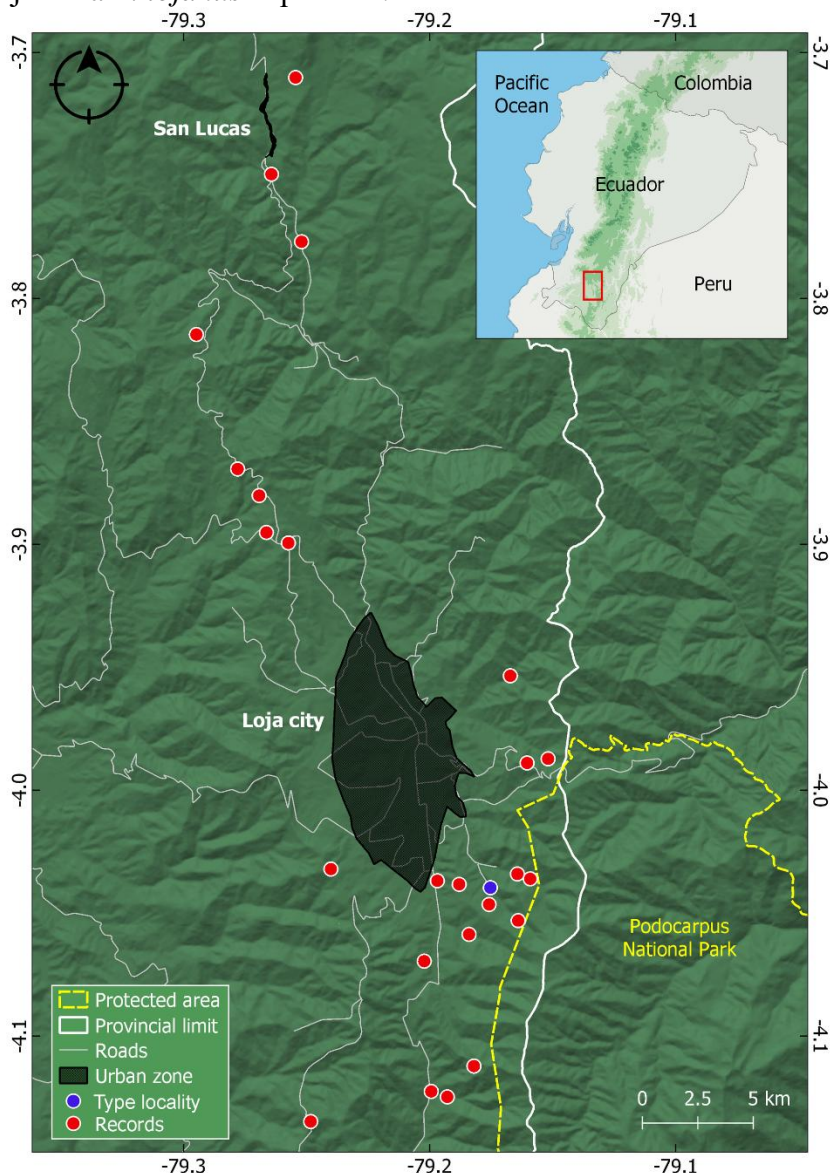 -79.3 -79.2 -79.1
-3.7 -3.7
San Lucas
Pacific
Ocean
Colombia
Ecuador
Peru
-3.8 -3.8
-3.9 -3.9
Loja city
-4.0 -4.0
Podocarpus
National Park
Protected area
Provincial limit
Roads
Urban zone
Type locality
Records
-4.1 -4.1
0 2.5 5 km
-79.3 -79.2 -79.1